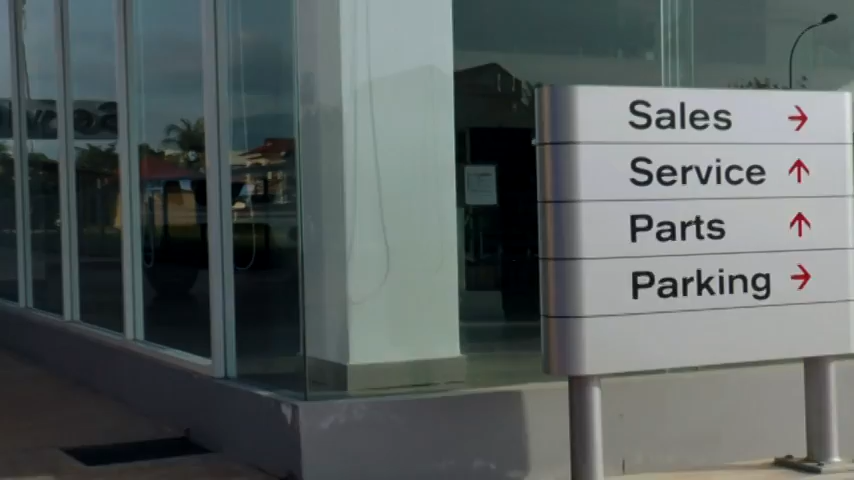 Sales →
Service ↑
Parts ↑
Parking →